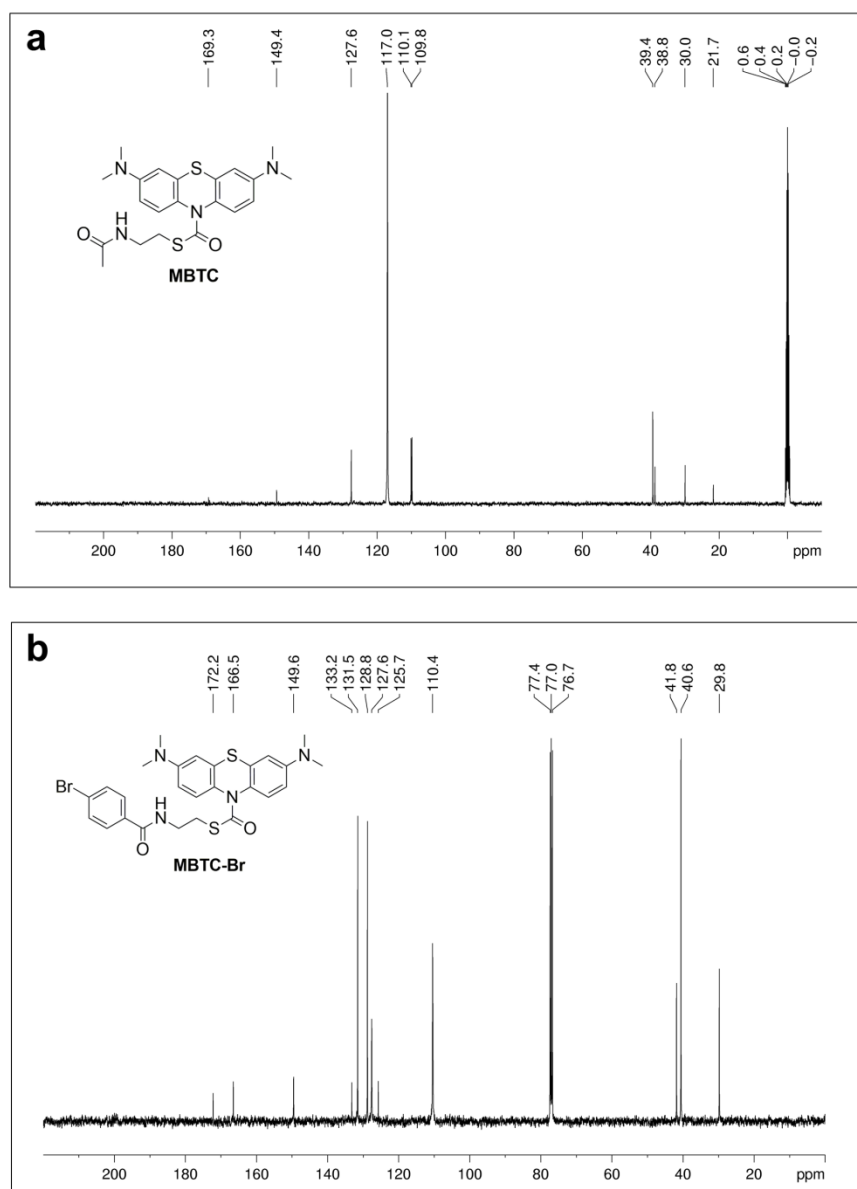 a
169.3 149.4 127.6 117.0 110.1 109.8 39.4 38.8 30.0 21.7 0.6 0.4 0.2 −0.0 −0.2
N S N
H N
N
O S O
MBTC
200 180 160 140 120 100 80 60 40 20 ppm
b
172.2 166.5 149.6 133.2 131.5 128.8 127.6 125.7 110.4 77.4 77.0 76.7 41.8 40.6 29.8
N S N
Br
H N
N
S O
O
MBTC-Br
200 180 160 140 120 100 80 60 40 20 ppm